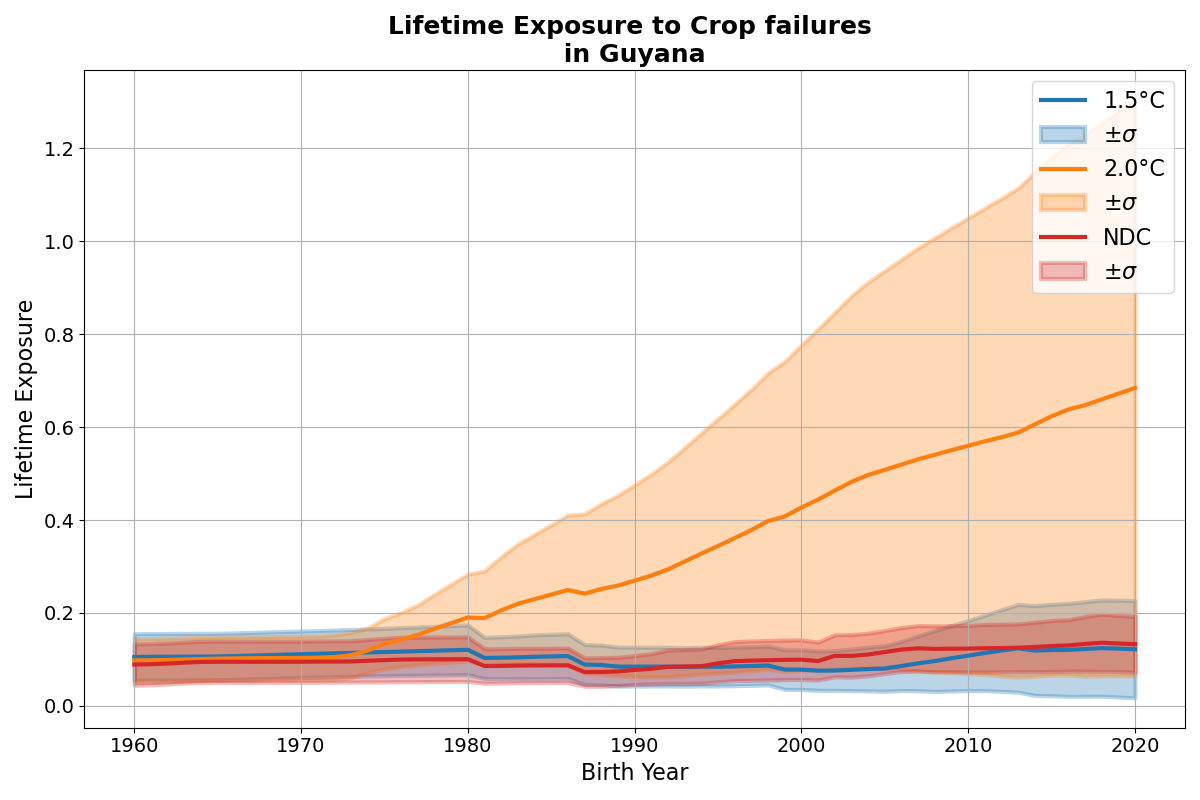 Lifetime Exposure to Crop failures
in Guyana
Lifetime Exposure
1.2
1.0
0.8
0.6
0.4
0.2
0.0
1960
1970
1980
1990
2000
2010
2020
Birth Year
1.5°C
±σ
2.0°C
±σ
NDC
±σ